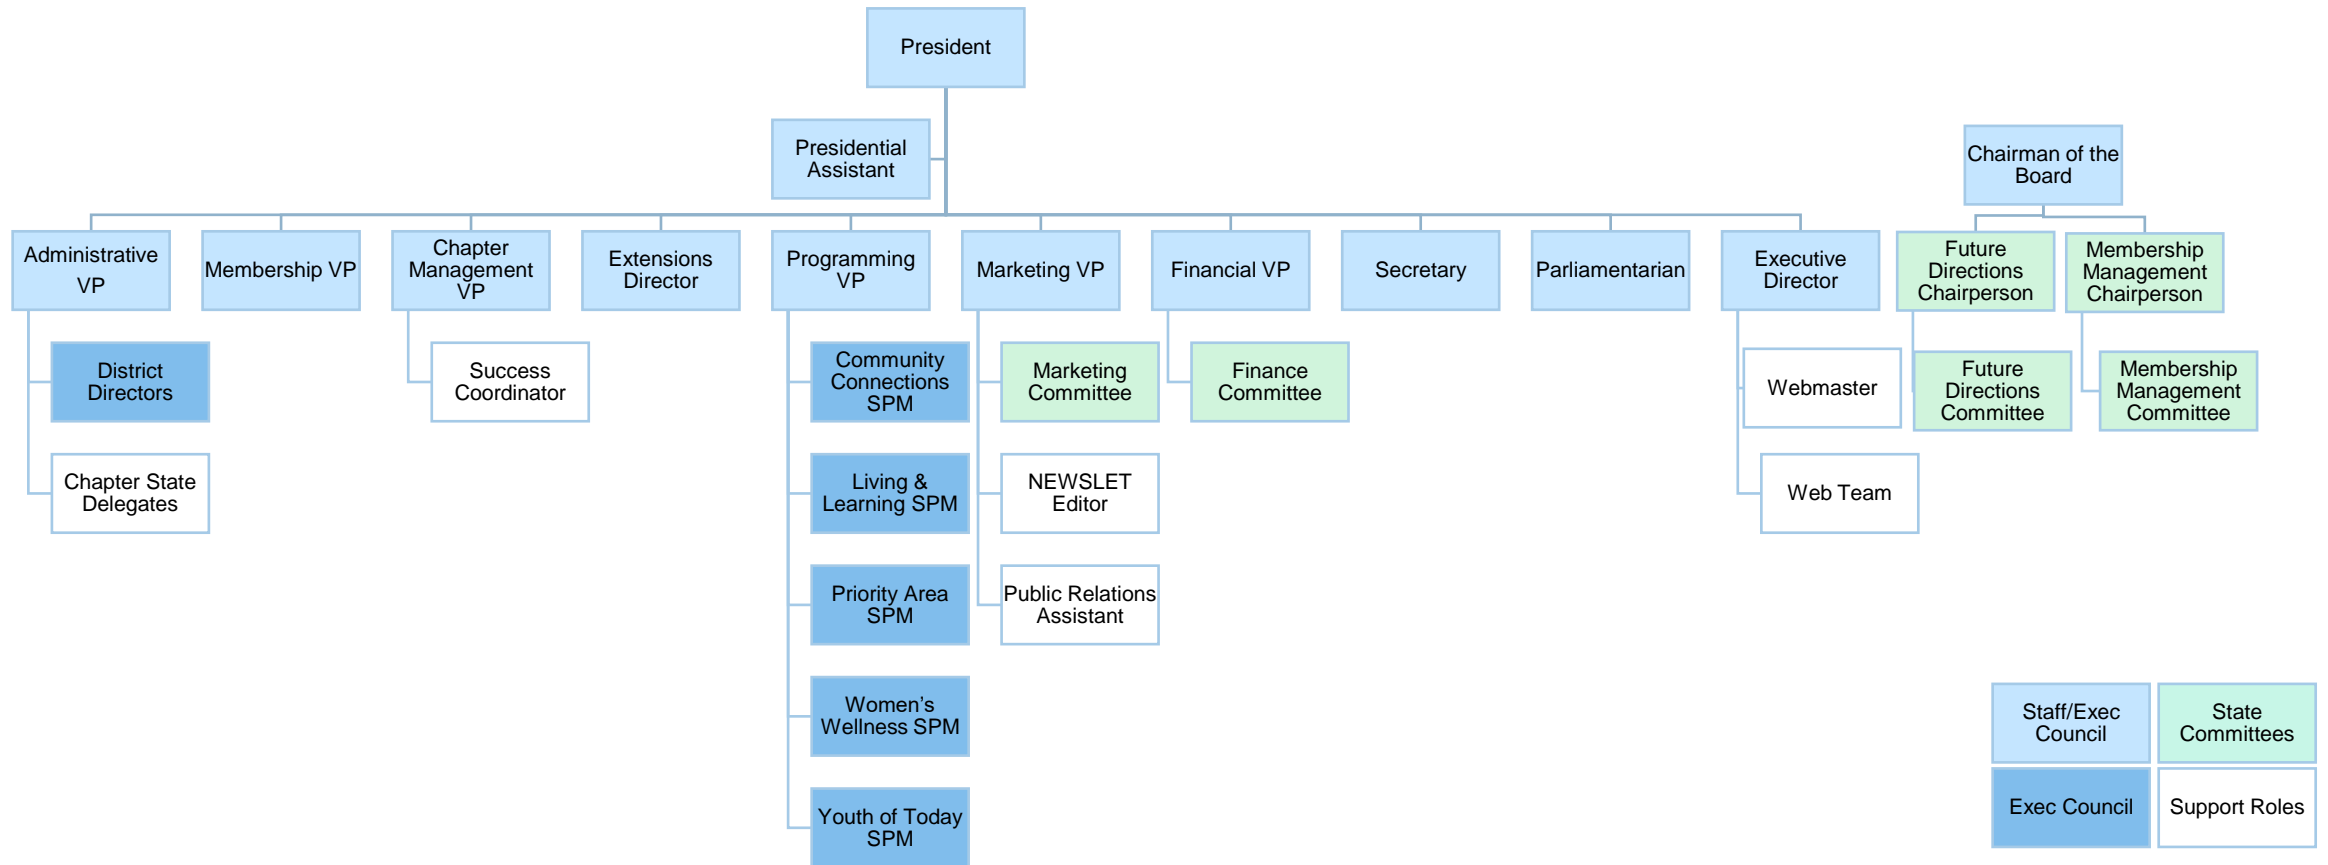 President
Presidential
Assistant
Chairman of the
Board
Administrative
VP
Membership VP
Chapter
Management
VP
Extensions
Director
Programming
VP
Marketing VP
Financial VP
Secretary
Parliamentarian
Executive
Director
Future
Directions
Chairperson
Membership
Management
Chairperson
District
Directors
Success
Coordinator
Community
Connections
SPM
Marketing
Committee
Finance
Committee
Webmaster
Future
Directions
Committee
Membership
Management
Committee
Chapter State
Delegates
Living &
Learning SPM
NEWSLET
Editor
Web Team
Priority Area
SPM
Public Relations
Assistant
Women’s
Wellness SPM
Youth of Today
SPM
Staff/Exec
Council
State
Committees
Exec Council
Support Roles